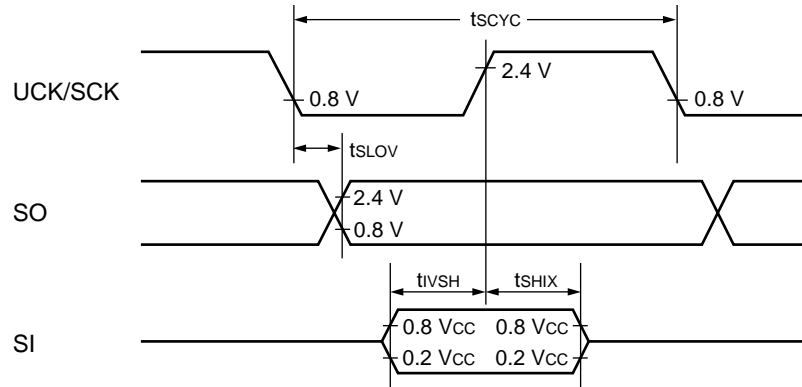 tSCYC
UCK/SCK
2.4 V
0.8 V
0.8 V
tSLOV
SO
2.4 V
0.8 V
tIVSH
tSHIX
SI
0.8 VCC
0.8 VCC
0.2 VCC
0.2 VCC